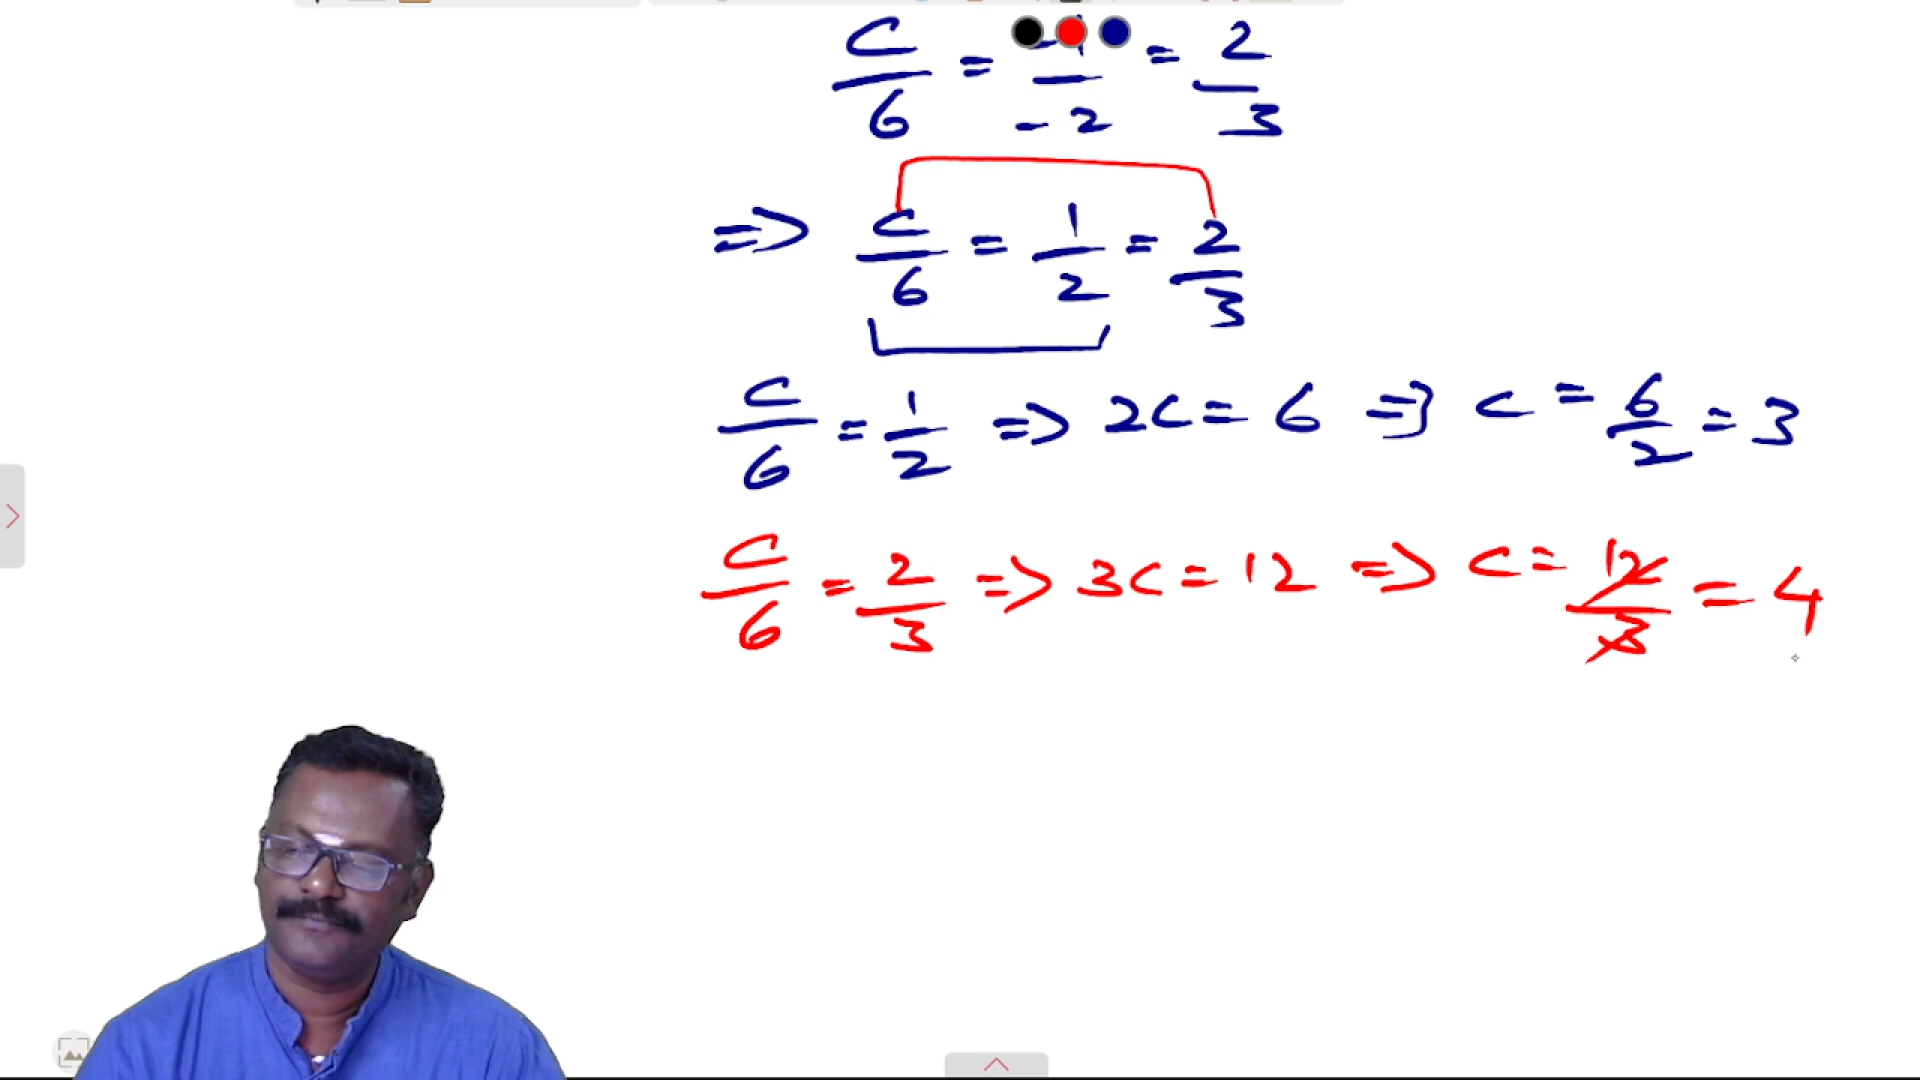 c/6 = -1/-2 = 2/3
=> c/6 = 1/2 = 2/3
c/6 = 1/2 => 2c = 6 => c = 6/2 = 3
c/6 = 2/3 => 3c = 12 => c = 12/3 = 4